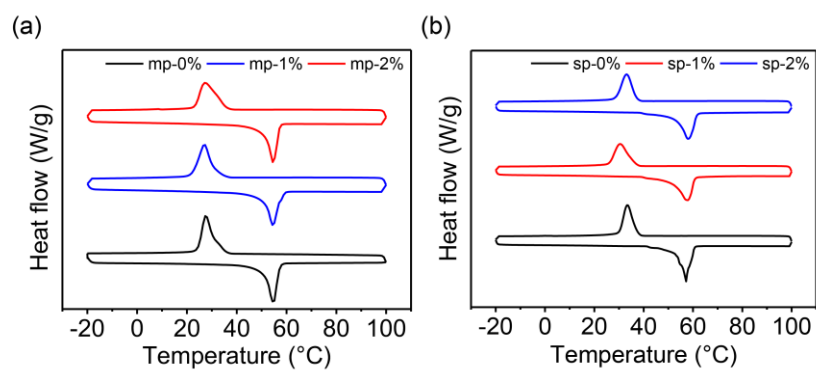 (a)
mp-0% mp-1% mp-2%
Heat flow (W/g)
-20 0 20 40 60 80 100
Temperature (°C)
(b)
sp-0% sp-1% sp-2%
Heat flow (W/g)
-20 0 20 40 60 80 100
Temperature (°C)